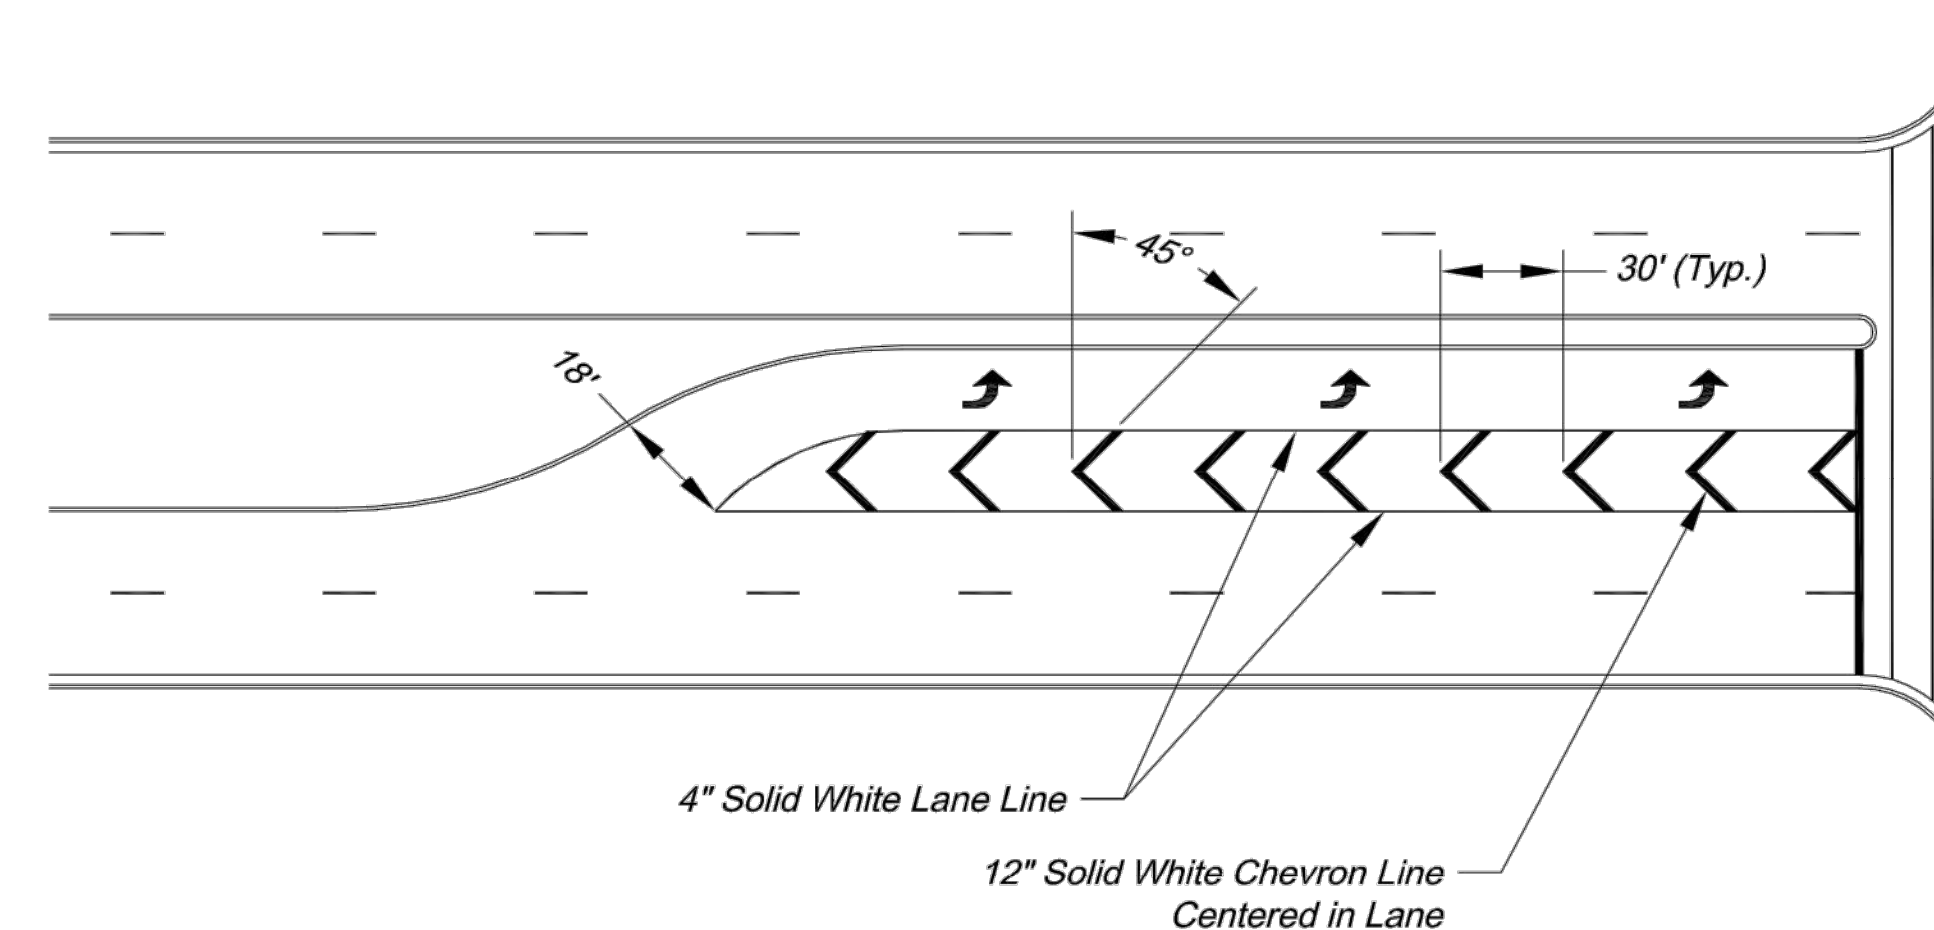 45°
30' (Typ.)
18'
4" Solid White Lane Line
12" Solid White Chevron Line
Centered in Lane